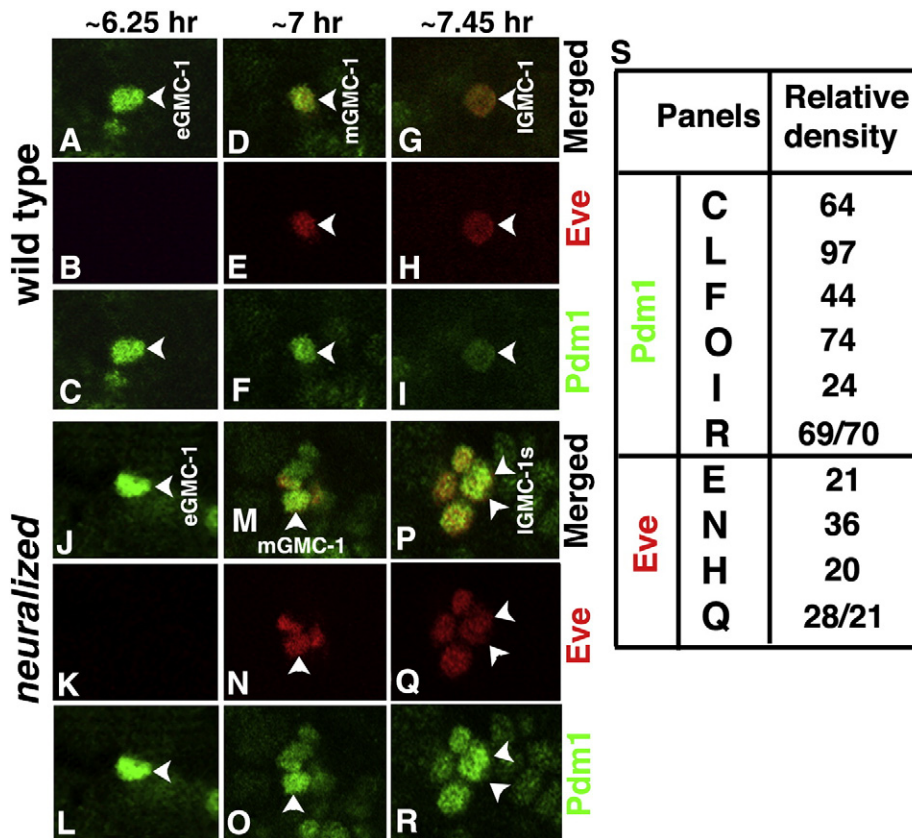 ~6.25 hr ~7 hr ~7.45 hr
wild type
A eGMC-1 D mGMC-1 G lGMC-1 Merged
B E H Eve
C F I Pdm1
neuralized
J eGMC-1 M mGMC-1 P lGMC-1s Merged
K N Q Eve
L O R Pdm1
S
Panels Relative density
Pdm1
C 64
L 97
F 44
O 74
I 24
R 69/70
Eve
E 21
N 36
H 20
Q 28/21